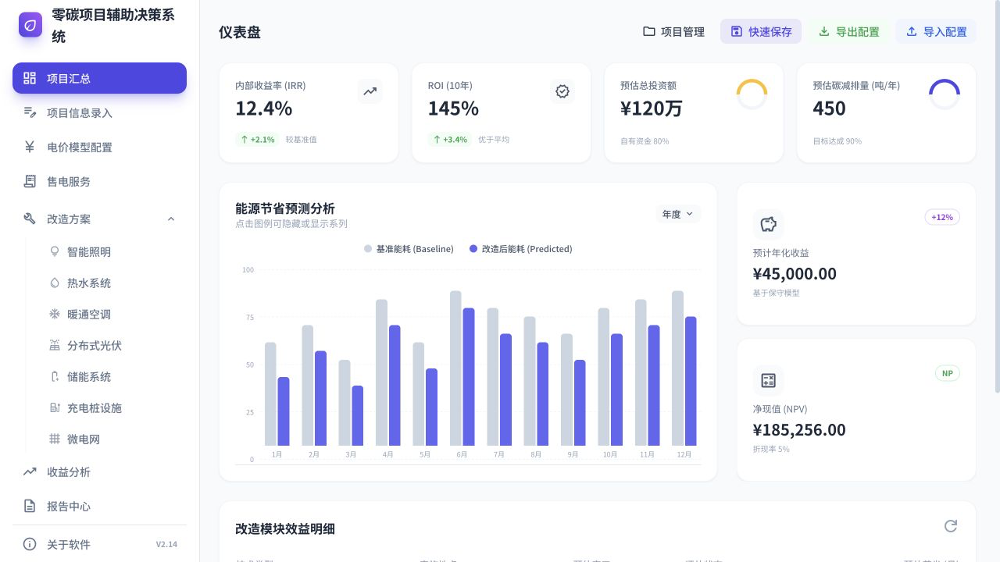 零碳项目辅助决策系
统
项目汇总
项目信息录入
电价模型配置
售电服务
改造方案
智能照明
热水系统
暖通空调
分布式光伏
储能系统
充电桩设施
微电网
收益分析
报告中心
关于软件 V2.14
仪表盘
项目管理 快速保存 导出配置 导入配置
内部收益率 (IRR)
12.4%
+2.1% 较基准值
ROI (10年)
145%
+3.4% 优于平均
预估总投资额
¥120万
自有资金 80%
预估碳减排量 (吨/年)
450
目标达成 90%
能源节省预测分析
点击图例可隐藏或显示系列
年度
基准能耗 (Baseline) 改造后能耗 (Predicted)
100
75
50
25
0
1月 2月 3月 4月 5月 6月 7月 8月 9月 10月 11月 12月
+12%
预计年化收益
¥45,000.00
基于保守模型
NP
净现值 (NPV)
¥185,256.00
折现率 5%
改造模块效益明细